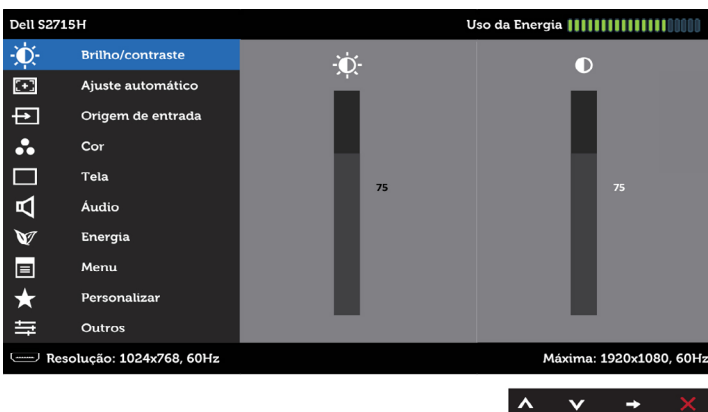 Dell S2715H
Uso da Energia
Brilho/contraste
Ajuste automático
Origem de entrada
Cor
Tela
Áudio
Energia
Menu
Personalizar
Outros
75
75
Resolução: 1024x768, 60Hz
Máxima: 1920x1080, 60Hz